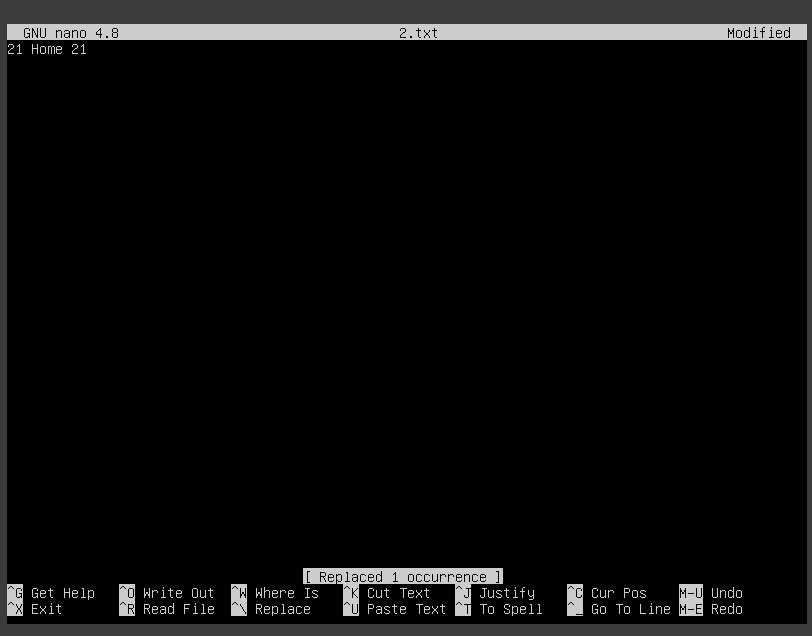 GNU nano 4.8 2.txt Modified
21 Home 21
[ Replaced 1 occurrence ]
^G Get Help ^O Write Out ^W Where Is ^K Cut Text ^J Justify ^C Cur Pos M-U Undo
^X Exit ^R Read File ^\ Replace ^U Paste Text ^T To Spell ^_ Go To Line M-E Redo